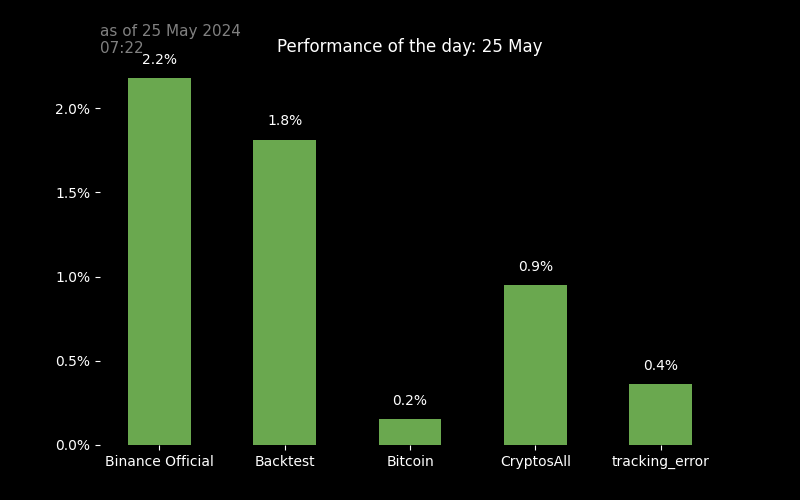 as of 25 May 2024
07:22
Performance of the day: 25 May
2.2%
1.8%
0.2%
0.9%
0.4%
2.0%
1.5%
1.0%
0.5%
0.0%
Binance Official
Backtest
Bitcoin
CryptosAll
tracking_error